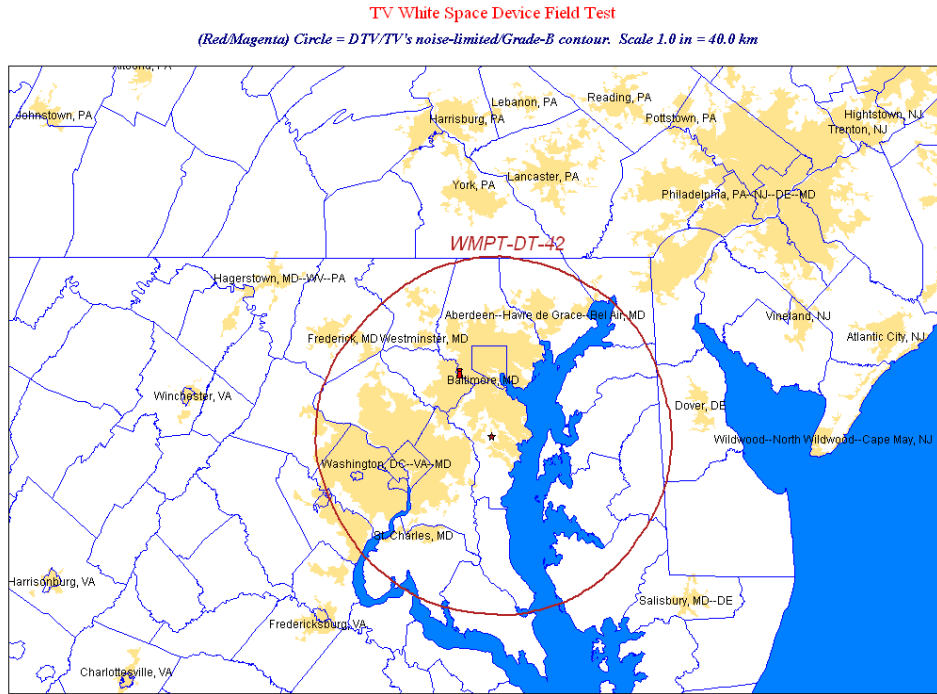 TV White Space Device Field Test
(Red/Magenta) Circle = DTV/TV's noise-limited/Grade-B contour. Scale 1.0 in = 40.0 km
PA
Johnstown, PA
Lebanon, PA
Reading, PA
Harrisburg, PA
Pottstown, PA
Hightstown, NJ
Trenton, NJ
York, PA
Lancaster, PA
Philadelphia, PA--NJ--DE--MD
WMPT-DT-42
Hagerstown, MD--WV--PA
Aberdeen--Havre de Grace--Bel Air, MD
Vineland, NJ
Frederick, MD Westminster, MD
Atlantic City, NJ
Baltimore, MD
Winchester, VA
Dover, DE
Wildwood--North Wildwood--Cape May, NJ
Washington, DC--VA--MD
St. Charles, MD
Harrisonburg, VA
Salisbury, MD--DE
Fredericksburg, VA
Charlottesville, VA